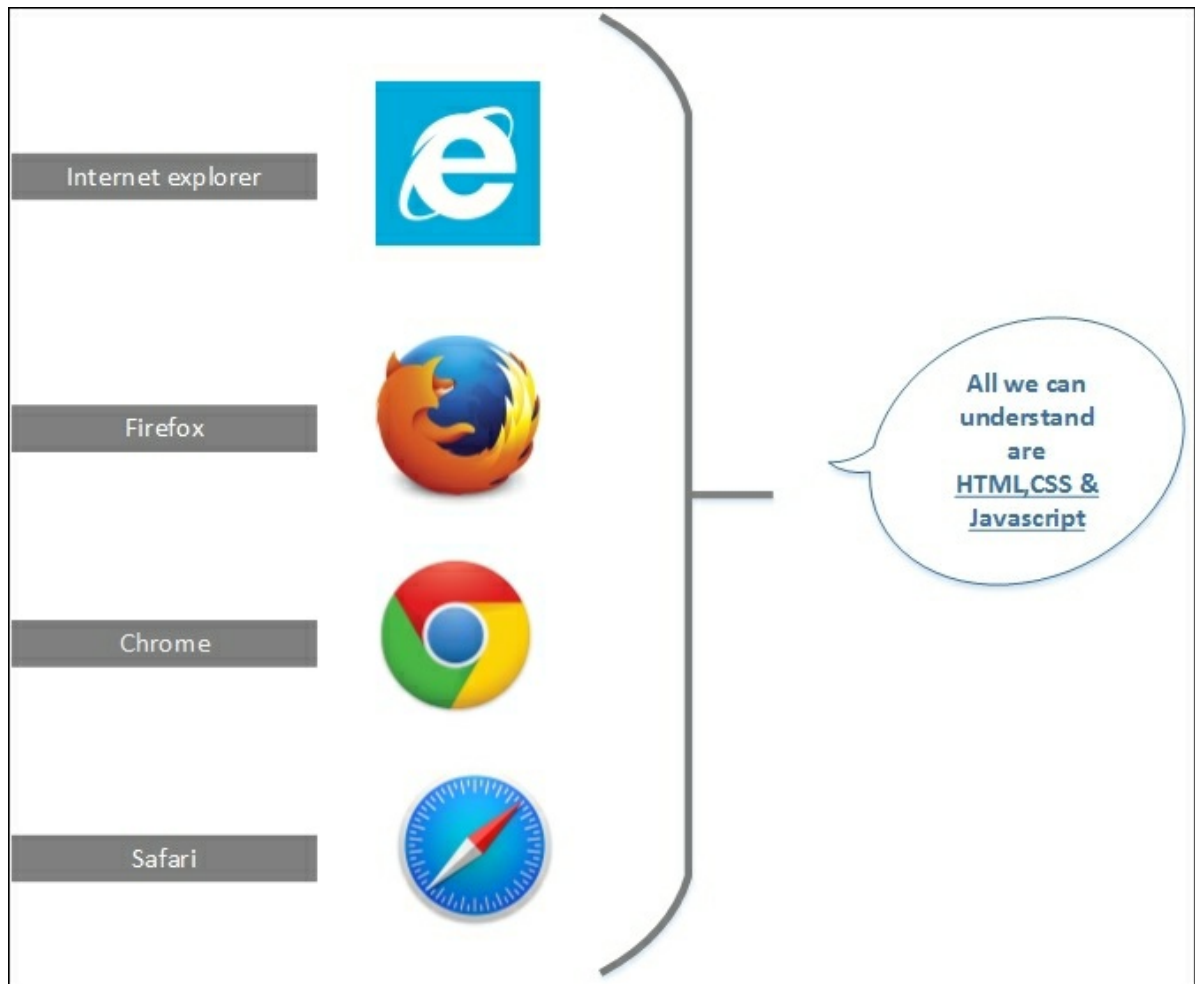 Internet explorer
Firefox
Chrome
Safari
All we can
understand
are
HTML,CSS &
Javascript